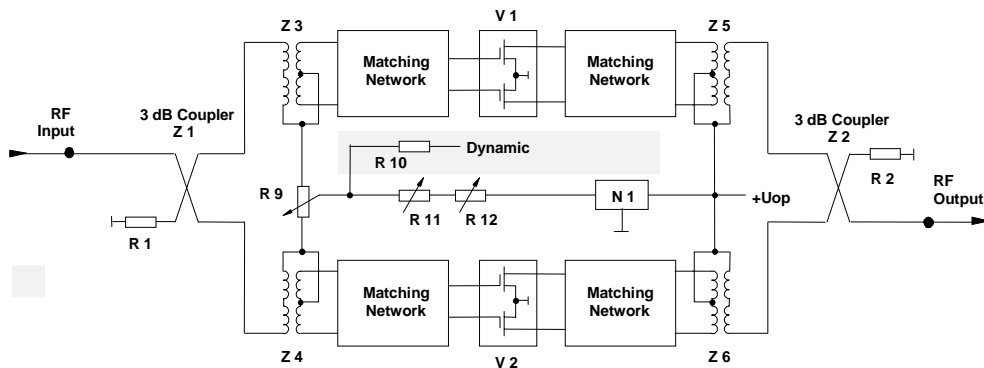 Z 3
V 1
Z 5
Matching
Network
Matching
Network
RF
Input
3 dB Coupler
Z 1
3 dB Coupler
Z 2
R 10
Dynamic
R 2
R 9
R 11
R 12
N 1
+Uop
RF
Output
R 1
Matching
Network
Matching
Network
Z 4
V 2
Z 6